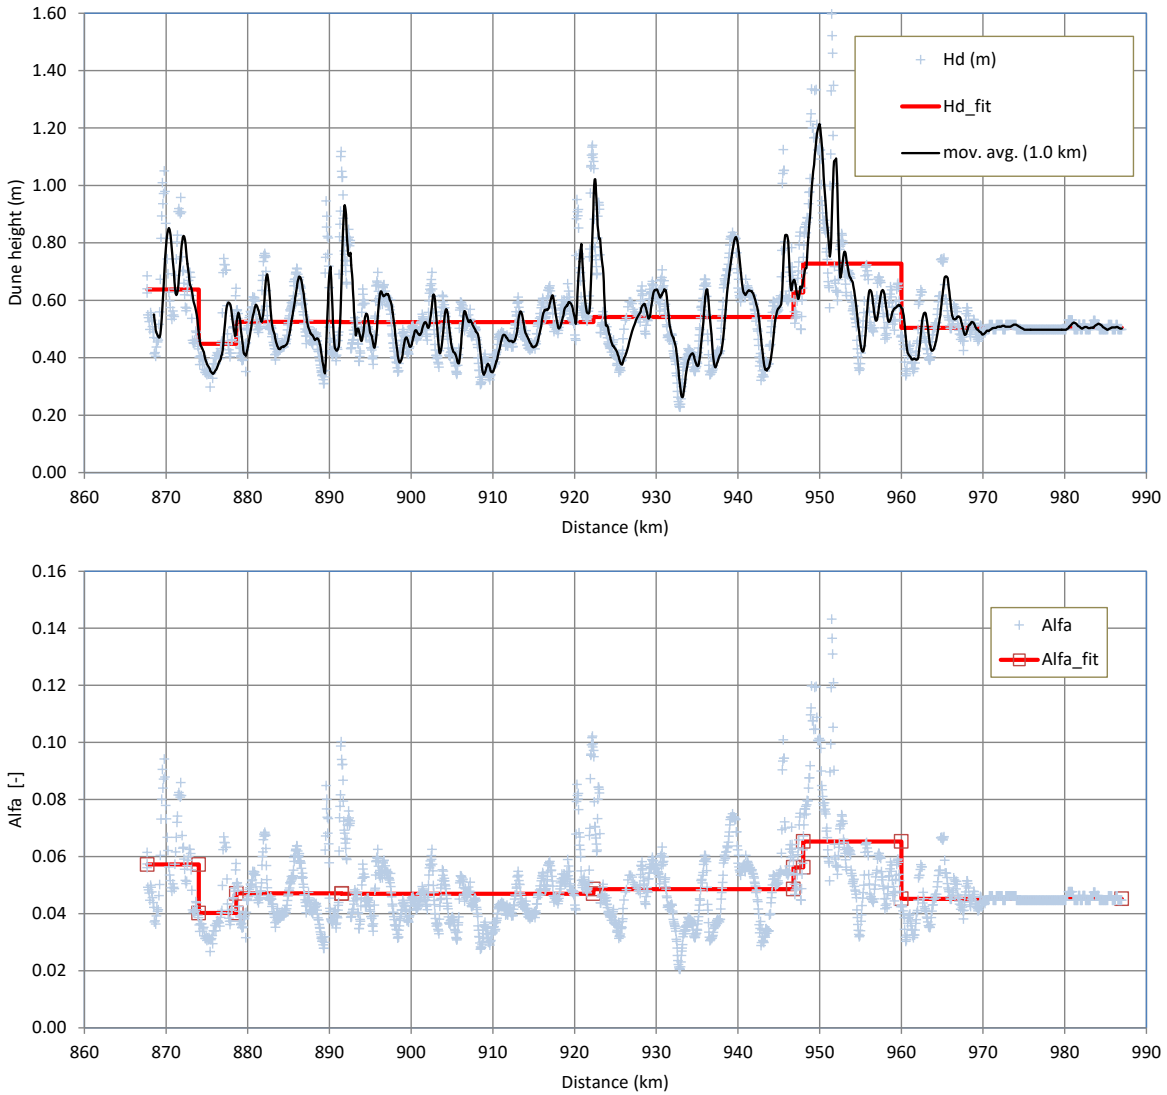 1.60
1.40
1.20
1.00
0.80
0.60
0.40
0.20
0.00
Dune height (m)
Hd (m)
Hd_fit
mov. avg. (1.0 km)
860 870 880 890 900 910 920 930 940 950 960 970 980 990
Distance (km)
0.16
0.14
0.12
0.10
0.08
0.06
0.04
0.02
0.00
Alfa [-]
Alfa
Alfa_fit
860 870 880 890 900 910 920 930 940 950 960 970 980 990
Distance (km)